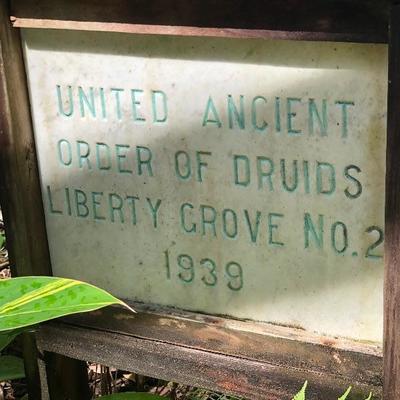 UNITED ANCIENT
ORDER OF DRUIDS
LIBERTY GROVE NO. 2
1939